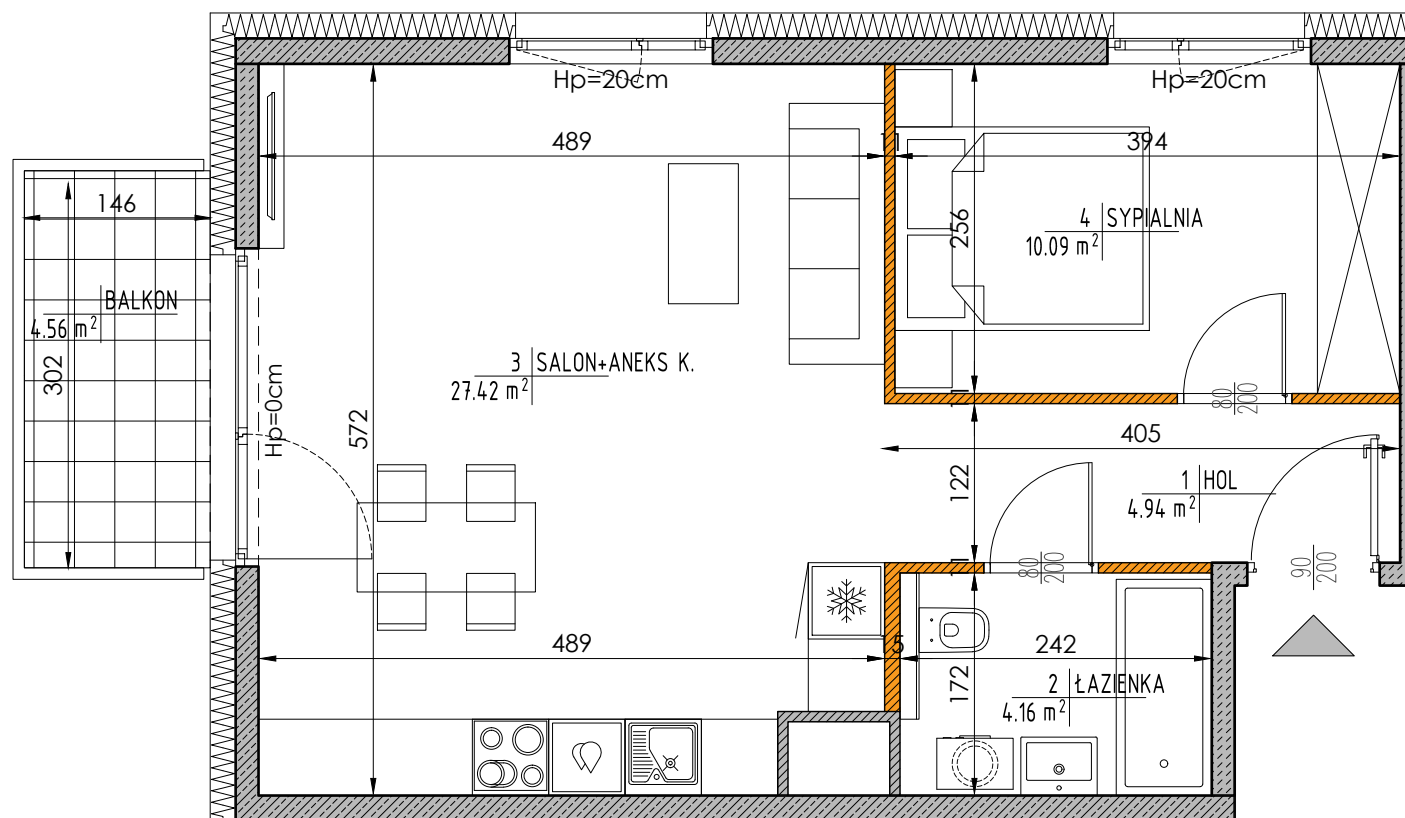 Hp=20cm
Hp=20cm
489
394
146
256
4 SYPIALNIA
10.09 m²
BALKON
4.56 m²
302
3 SALON+ANEKS K.
27.42 m²
Hp=0cm
572
80
200
405
122
1 HOL
4.94 m²
80
200
90
200
489
15
242
172
2 ŁAZIENKA
4.16 m²